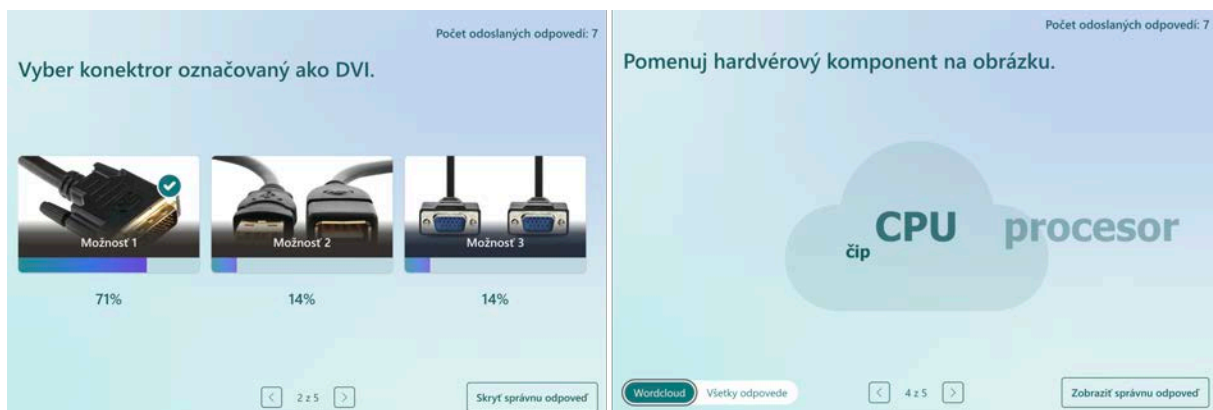 Počet odoslaných odpovedí: 7
Vyber konektror označovaný ako DVI.
Možnosť 1
Možnosť 2
Možnosť 3
71%
14%
14%
2 z 5
Skryť správnu odpoveď
Počet odoslaných odpovedí: 7
Pomenuj hardvérový komponent na obrázku.
CPU
procesor
čip
Wordcloud
Všetky odpovede
4 z 5
Zobraziť správnu odpoveď